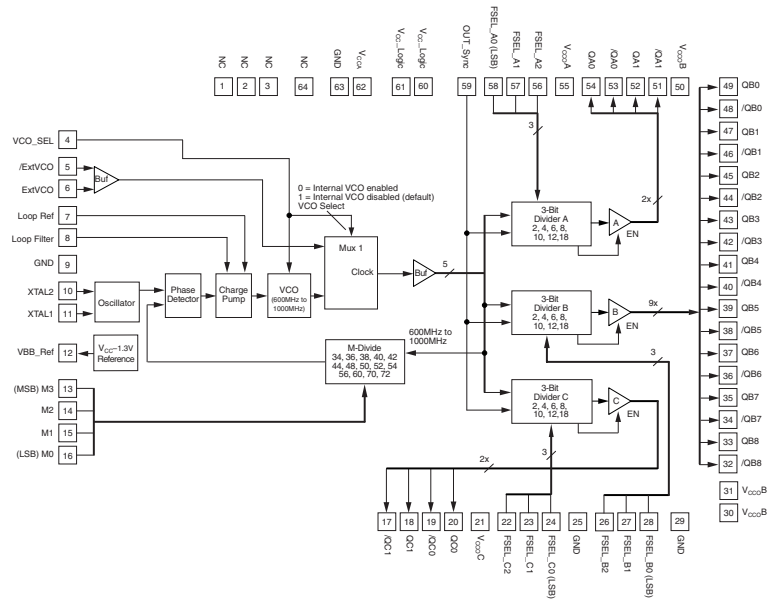 NC
NC
NC
NC
GND
VCCA
VCC_Logic
VCC_Logic
OUT_Sync
FSEL_A0 (LSB)
FSEL_A1
FSEL_A2
VCCOA
QA0
/QA0
QA1
/QA1
VCCOB
1
2
3
64
63
62
61
60
59
58
57
56
55
54
53
52
51
50
49 QB0
48 /QB0
47 QB1
46 /QB1
45 QB2
44 /QB2
43 QB3
42 /QB3
41 QB4
40 /QB4
39 QB5
38 /QB5
37 QB6
36 /QB6
35 QB7
34 /QB7
33 QB8
32 /QB8
31 VCCOB
30 VCCOB
VCO_SEL 4
/ExtVCO 5
ExtVCO 6
Loop Ref 7
Loop Filter 8
GND 9
XTAL2 10
XTAL1 11
VBB_Ref 12
(MSB) M3 13
M2 14
M1 15
(LSB) M0 16
Buf
0 = Internal VCO enabled
1 = Internal VCO disabled (default)
VCO Select
Mux 1
Clock
Buf
5
Oscillator
Phase
Detector
Charge
Pump
VCO
(600MHz to
1000MHz)
VCC–1.3V
Reference
M-Divide
34, 36, 38, 40, 42
44, 48, 50, 52, 54
56, 60, 70, 72
600MHz to
1000MHz
3
3-Bit
Divider A
2, 4, 6, 8,
10, 12,18
A
EN
2x
3-Bit
Divider B
2, 4, 6, 8,
10, 12,18
B
EN
9x
3
3-Bit
Divider C
2, 4, 6, 8,
10, 12,18
C
EN
3
2x
17
18
19
20
21
22
23
24
25
26
27
28
29
/QC1
QC1
/QC0
QC0
VCCOC
FSEL_C2
FSEL_C1
FSEL_C0 (LSB)
GND
FSEL_B2
FSEL_B1
FSEL_B0 (LSB)
GND